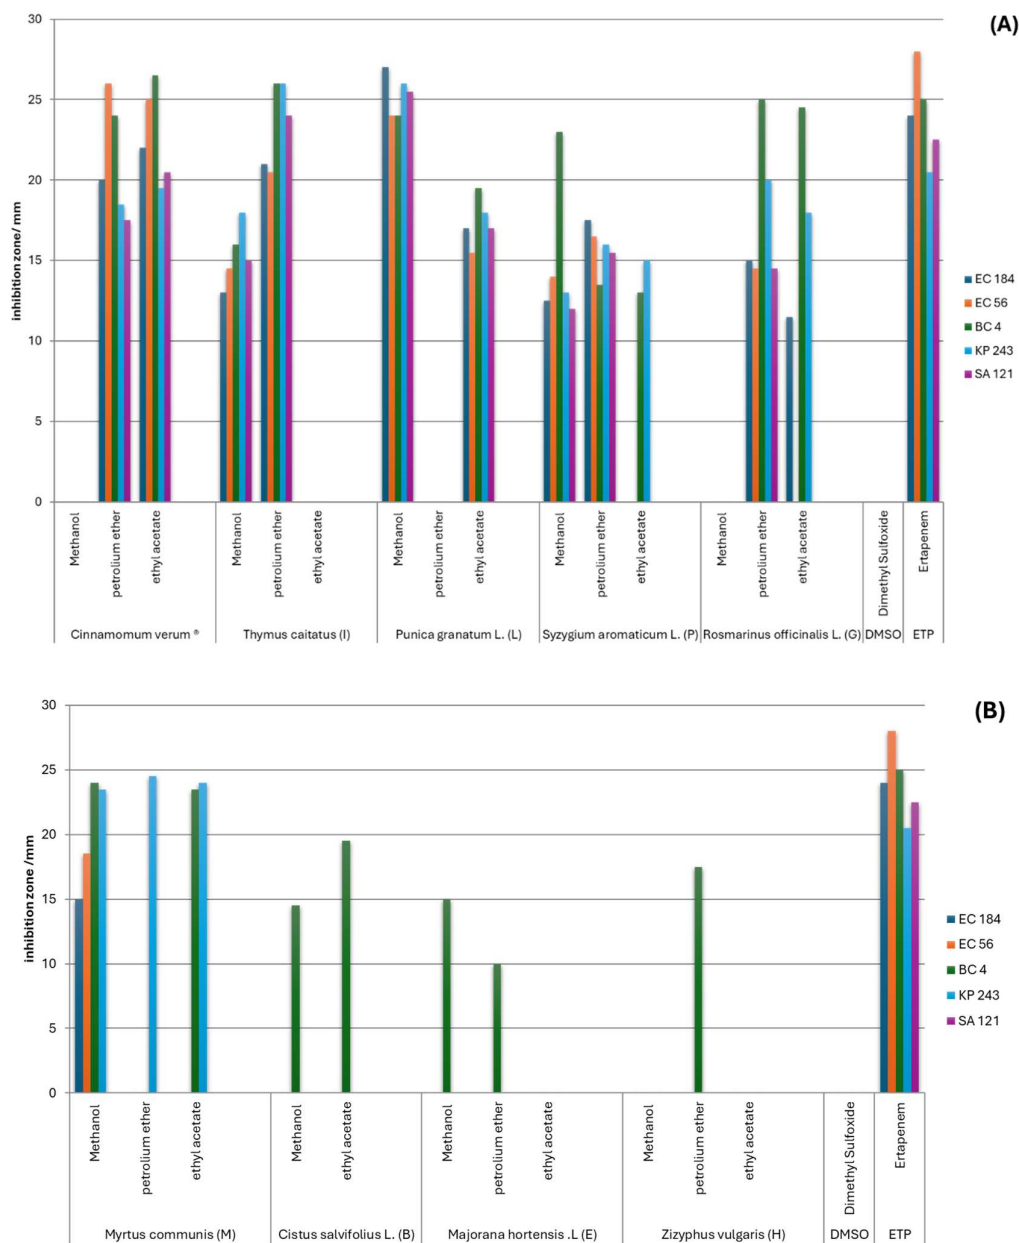 (A)
30
25
20
15
10
5
0
inhibition zone/ mm
EC 184
EC 56
BC 4
KP 243
SA 121
Methanol
petrolium ether
ethyl acetate
Methanol
petrolium ether
ethyl acetate
Methanol
petrolium ether
ethyl acetate
Methanol
petrolium ether
ethyl acetate
Methanol
petrolium ether
ethyl acetate
Dimethyl Sulfoxide
Ertapenem
Cinnamomum verum ®
Thymus caitatus (I)
Punica granatum L. (L)
Syzygium aromaticum L. (P)
Rosmarinus officinalis L. (G)
DMSO
ETP
(B)
30
25
20
15
10
5
0
inhibition zone /mm
EC 184
EC 56
BC 4
KP 243
SA 121
Methanol
petrolium ether
ethyl acetate
Methanol
ethyl acetate
Methanol
petrolium ether
ethyl acetate
Methanol
petrolium ether
ethyl acetate
Dimethyl Sulfoxide
Ertapenem
Myrtus communis (M)
Cistus salvifolius L. (B)
Majorana hortensis .L (E)
Zizyphus vulgaris (H)
DMSO
ETP